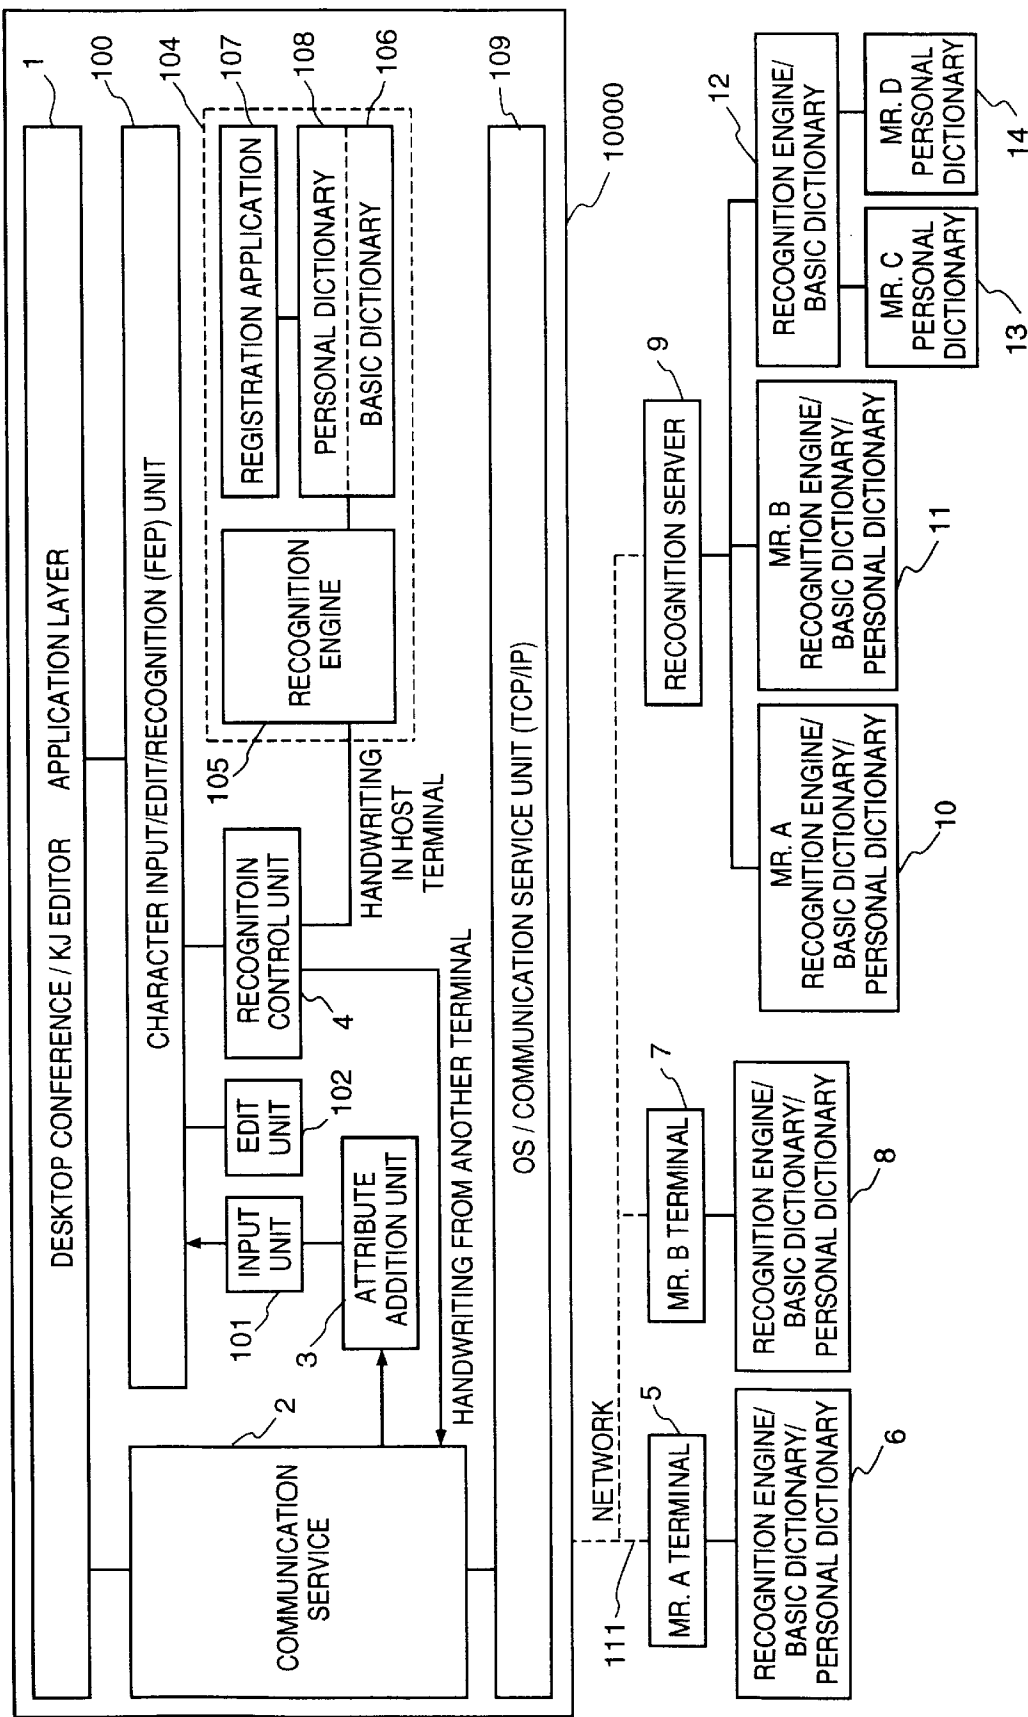 1
DESKTOP CONFERENCE / KJ EDITOR APPLICATION LAYER
100
CHARACTER INPUT/EDIT/RECOGNITION (FEP) UNIT
104
107
REGISTRATION APPLICATION
108
PERSONAL DICTIONARY
106
BASIC DICTIONARY
RECOGNITION
ENGINE
105
2
COMMUNICATION
SERVICE
INPUT
UNIT
101
EDIT
UNIT
102
RECOGNITOIN
CONTROL UNIT
4
3
ATTRIBUTE
ADDITION UNIT
HANDWRITING
IN HOST
TERMINAL
HANDWRITING FROM ANOTHER TERMINAL
109
OS / COMMUNICATION SERVICE UNIT (TCP/IP)
10000
NETWORK
111
5
MR. A TERMINAL
RECOGNITION ENGINE/
BASIC DICTIONARY/
PERSONAL DICTIONARY
6
7
MR. B TERMINAL
RECOGNITION ENGINE/
BASIC DICTIONARY/
PERSONAL DICTIONARY
8
9
RECOGNITION SERVER
MR. A
RECOGNITION ENGINE/
BASIC DICTIONARY/
PERSONAL DICTIONARY
10
MR. B
RECOGNITION ENGINE/
BASIC DICTIONARY/
PERSONAL DICTIONARY
11
12
RECOGNITION ENGINE/
BASIC DICTIONARY
MR. C
PERSONAL
DICTIONARY
13
MR. D
PERSONAL
DICTIONARY
14